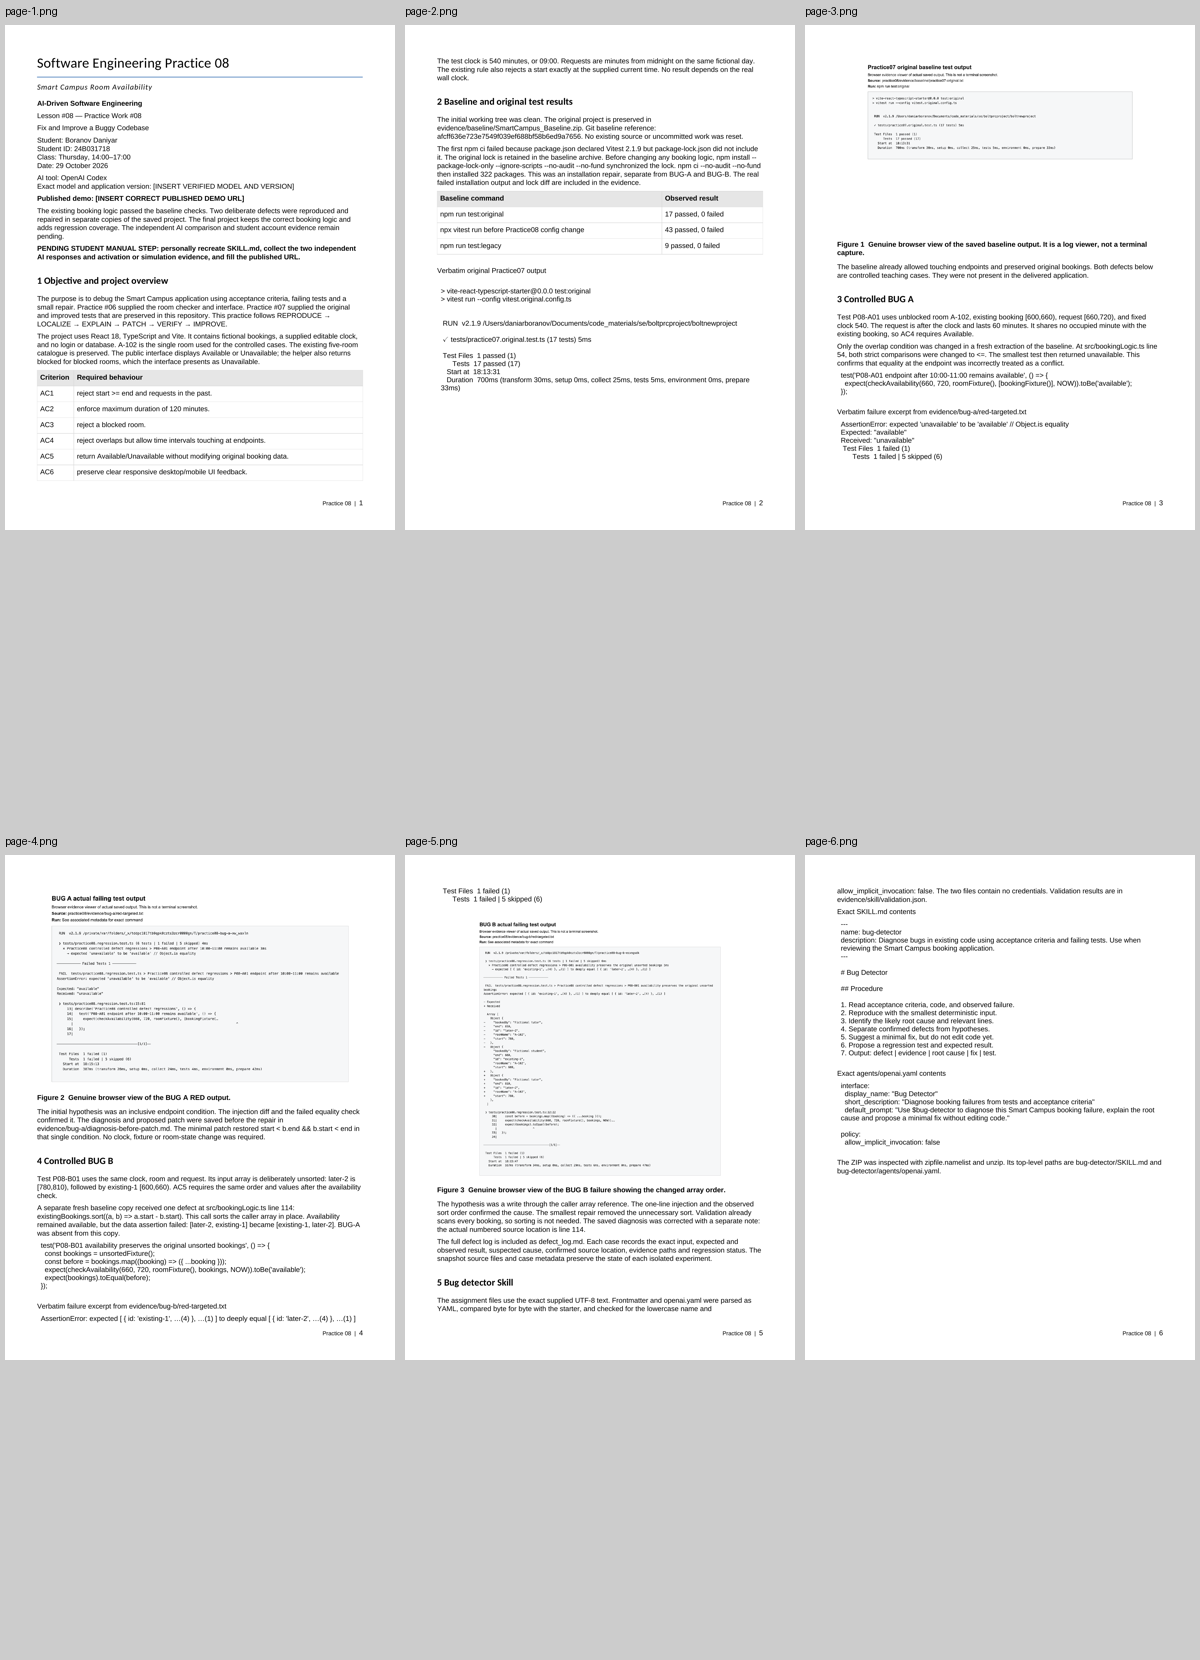 page-1.png
Software Engineering Practice 08
Smart Campus Room Availability
AI-Driven Software Engineering
Lesson #08 — Practice Work #08
Fix and Improve a Buggy Codebase
Student: Boranov Daniyar
Student ID: 24B031718
Class: Thursday, 14:00–17:00
Date: 29 October 2026
AI tool: OpenAI Codex
Exact model and application version: [INSERT VERIFIED MODEL AND VERSION]
Published demo: [INSERT CORRECT PUBLISHED DEMO URL]
The existing booking logic passed the baseline checks. Two deliberate defects were reproduced and
repaired in separate copies of the saved project. The final project keeps the correct booking logic and
adds regression coverage. The independent AI comparison and student account evidence remain
pending.
PENDING STUDENT MANUAL STEP: personally recreate SKILL.md, collect the two independent
AI responses and activation or simulation evidence, and fill the published URL.
1 Objective and project overview
The purpose is to debug the Smart Campus application using acceptance criteria, failing tests and a
small repair. Practice #06 supplied the room checker and interface. Practice #07 supplied the original
and improved tests that are preserved in this repository. This practice follows REPRODUCE →
LOCALIZE → EXPLAIN → PATCH → VERIFY → IMPROVE.
The project uses React 18, TypeScript and Vite. It contains fictional bookings, a supplied editable clock,
and no login or database. A-102 is the single room used for the controlled cases. The existing five-room
catalogue is preserved. The public interface displays Available or Unavailable; the helper also returns
blocked for blocked rooms, which the interface presents as Unavailable.
Criterion Required behaviour
AC1 reject start >= end and requests in the past.
AC2 enforce maximum duration of 120 minutes.
AC3 reject a blocked room.
AC4 reject overlaps but allow time intervals touching at endpoints.
AC5 return Available/Unavailable without modifying original booking data.
AC6 preserve clear responsive desktop/mobile UI feedback.
Practice 08 | 1
page-2.png
The test clock is 540 minutes, or 09:00. Requests are minutes from midnight on the same fictional day.
The existing rule also rejects a start exactly at the supplied current time. No result depends on the real
wall clock.
2 Baseline and original test results
The initial working tree was clean. The original project is preserved in
evidence/baseline/SmartCampus_Baseline.zip. Git baseline reference:
afcff636e723e7549f039ef688bf58b6ed9a7656. No existing source or uncommitted work was reset.
The first npm ci failed because package.json declared Vitest 2.1.9 but package-lock.json did not include
it. The original lock is retained in the baseline archive. Before changing any booking logic, npm install --
package-lock-only --ignore-scripts --no-audit --no-fund synchronized the lock. npm ci --no-audit --no-fund
then installed 322 packages. This was an installation repair, separate from BUG-A and BUG-B. The real
failed installation output and lock diff are included in the evidence.
Baseline command Observed result
npm run test:original 17 passed, 0 failed
npx vitest run before Practice08 config change 43 passed, 0 failed
npm run test:legacy 9 passed, 0 failed
Verbatim original Practice07 output
> vite-react-typescript-starter@0.0.0 test:original
> vitest run --config vitest.original.config.ts
RUN v2.1.9 /Users/daniarboranov/Documents/code_materials/se/boltprcproject/boltnewproject
✓ tests/practice07.original.test.ts (17 tests) 5ms
Test Files 1 passed (1)
Tests 17 passed (17)
Start at 18:13:31
Duration 700ms (transform 30ms, setup 0ms, collect 25ms, tests 5ms, environment 0ms, prepare
33ms)
Practice 08 | 2
page-3.png
Practice07 original baseline test output
Browser evidence viewer of actual saved output. This is not a terminal screenshot.
Figure 1 Genuine browser view of the saved baseline output. It is a log viewer, not a terminal
capture.
The baseline already allowed touching endpoints and preserved original bookings. Both defects below
are controlled teaching cases. They were not present in the delivered application.
3 Controlled BUG A
Test P08-A01 uses unblocked room A-102, existing booking [600,660), request [660,720), and fixed
clock 540. The request is after the clock and lasts 60 minutes. It shares no occupied minute with the
existing booking, so AC4 requires Available.
Only the overlap condition was changed in a fresh extraction of the baseline. At src/bookingLogic.ts line
54, both strict comparisons were changed to <=. The smallest test then returned unavailable. This
confirms that equality at the endpoint was incorrectly treated as a conflict.
test('P08-A01 endpoint after 10:00-11:00 remains available', () => {
expect(checkAvailability(660, 720, roomFixture(), [bookingFixture()], NOW)).toBe('available');
});
Verbatim failure excerpt from evidence/bug-a/red-targeted.txt
AssertionError: expected 'unavailable' to be 'available' // Object.is equality
Expected: "available"
Received: "unavailable"
Test Files 1 failed (1)
Tests 1 failed | 5 skipped (6)
Practice 08 | 3
page-4.png
BUG A actual failing test output
Browser evidence viewer of actual saved output. This is not a terminal screenshot.
Figure 2 Genuine browser view of the BUG A RED output.
The initial hypothesis was an inclusive endpoint condition. The injection diff and the failed equality check
confirmed it. The diagnosis and proposed patch were saved before the repair in
evidence/bug-a/diagnosis-before-patch.md. The minimal patch restored start < b.end && b.start < end in
that single condition. No clock, fixture or room-state change was required.
4 Controlled BUG B
Test P08-B01 uses the same clock, room and request. Its input array is deliberately unsorted: later-2 is
[780,810), followed by existing-1 [600,660). AC5 requires the same order and values after the availability
check.
A separate fresh baseline copy received one defect at src/bookingLogic.ts line 114:
existingBookings.sort((a, b) => a.start - b.start). This call sorts the caller array in place. Availability
remained available, but the data assertion failed: [later-2, existing-1] became [existing-1, later-2]. BUG-A
was absent from this copy.
test('P08-B01 availability preserves the original unsorted bookings', () => {
const bookings = unsortedFixture();
const before = bookings.map((booking) => ({ ...booking }));
expect(checkAvailability(660, 720, roomFixture(), bookings, NOW)).toBe('available');
expect(bookings).toEqual(before);
});
Verbatim failure excerpt from evidence/bug-b/red-targeted.txt
AssertionError: expected [ { id: 'existing-1', …(4) }, …(1) ] to deeply equal [ { id: 'later-2', …(4) }, …(1) ]
Practice 08 | 4
page-5.png
Test Files 1 failed (1)
Tests 1 failed | 5 skipped (6)
BUG B actual failing test output
Figure 3 Genuine browser view of the BUG B failure showing the changed array order.
The hypothesis was a write through the caller array reference. The one-line injection and the observed
sort order confirmed the cause. The smallest repair removed the unnecessary sort. Validation already
scans every booking, so sorting is not needed. The saved diagnosis was corrected with a separate note:
the actual numbered source location is line 114.
The full defect log is included as defect_log.md. Each case records the exact input, expected and
observed result, suspected cause, confirmed source location, evidence paths and regression status. The
snapshot source files and case metadata preserve the state of each isolated experiment.
5 Bug detector Skill
The assignment files use the exact supplied UTF-8 text. Frontmatter and openai.yaml were parsed as
YAML, compared byte for byte with the starter, and checked for the lowercase name and
Practice 08 | 5
page-6.png
allow_implicit_invocation: false. The two files contain no credentials. Validation results are in
evidence/skill/validation.json.
Exact SKILL.md contents
---
name: bug-detector
description: Diagnose bugs in existing code using acceptance criteria and failing tests. Use when
reviewing the Smart Campus booking application.
---
# Bug Detector
## Procedure
1. Read acceptance criteria, code, and observed failure.
2. Reproduce with the smallest deterministic input.
3. Identify the likely root cause and relevant lines.
4. Separate confirmed defects from hypotheses.
5. Suggest a minimal fix, but do not edit code yet.
6. Propose a regression test and expected result.
7. Output: defect | evidence | root cause | fix | test.
Exact agents/openai.yaml contents
interface:
display_name: "Bug Detector"
short_description: "Diagnose booking failures from tests and acceptance criteria"
default_prompt: "Use $bug-detector to diagnose this Smart Campus booking failure, explain the root
cause and propose a minimal fix without editing code."
policy:
allow_implicit_invocation: false
The ZIP was inspected with zipfile.namelist and unzip. Its top-level paths are bug-detector/SKILL.md and
bug-detector/agents/openai.yaml.
Practice 08 | 6